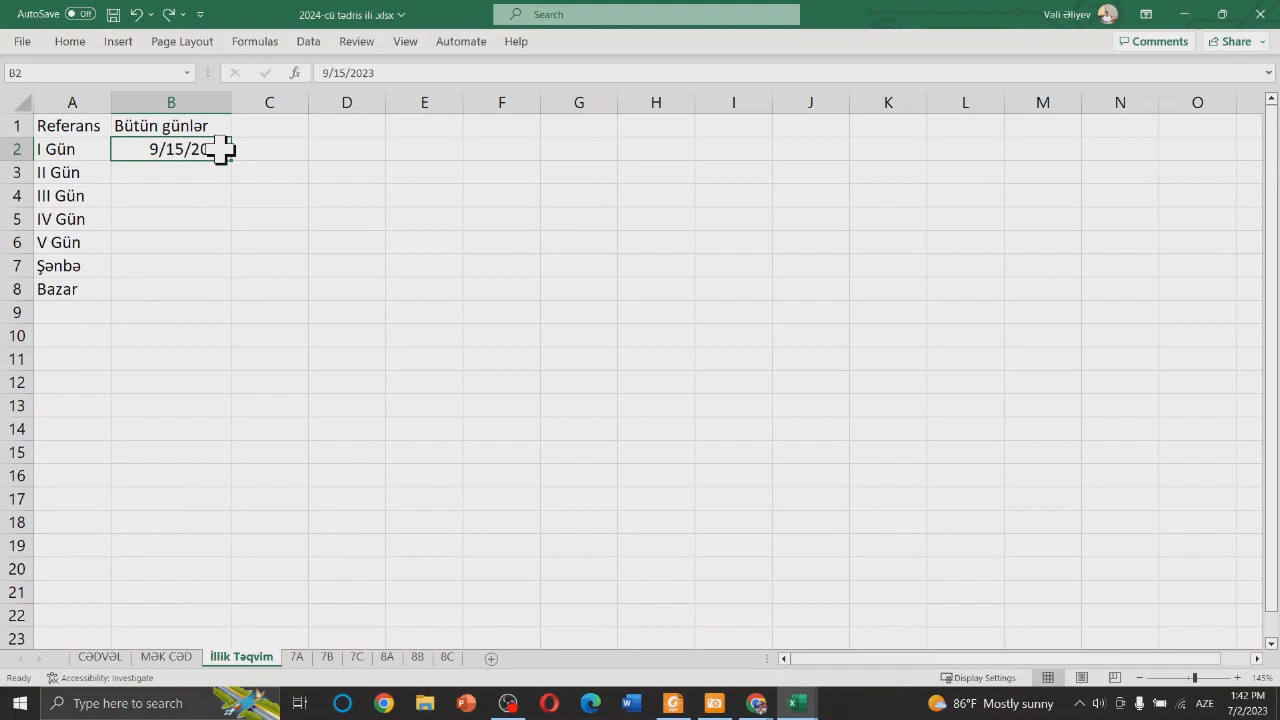 AutoSave Off 2024-cü tədris ili .xlsx Search Vəli Əliyev
File Home Insert Page Layout Formulas Data Review View Automate Help Comments Share
B2 fx 9/15/2023
A B C D E F G H I J K L M N O
1 Referans Bütün günlər
2 I Gün 9/15/20
3 II Gün
4 III Gün
5 IV Gün
6 V Gün
7 Şənbə
8 Bazar
9
10
11
12
13
14
15
16
17
18
19
20
21
22
23
CƏDVƏL MƏK CƏD İllik Təqvim 7A 7B 7C 8A 8B 8C
Ready Accessibility: Investigate Display Settings 145%
Type here to search 86°F Mostly sunny AZE 1:42 PM
7/2/2023